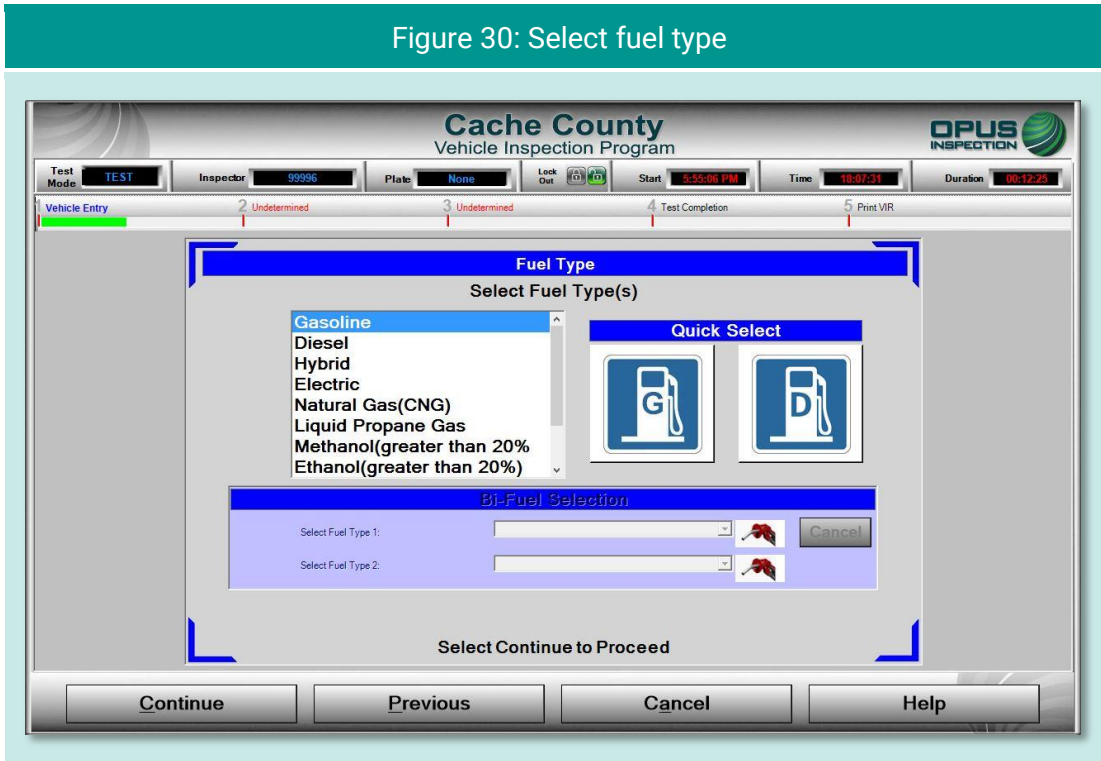 Figure 30: Select fuel type
Cache County
Vehicle Inspection Program
OPUS
INSPECTION
Test Mode TEST Inspector 99996 Plate None Lock Out Start 5:55:06 PM Time 18:07:31 Duration 00:12:25
1 Vehicle Entry 2 Undetermined 3 Undetermined 4 Test Completion 5 Print VIR
Fuel Type
Select Fuel Type(s)
Gasoline
Diesel
Hybrid
Electric
Natural Gas(CNG)
Liquid Propane Gas
Methanol(greater than 20%
Ethanol(greater than 20%)
Quick Select
G D
Bi-Fuel Selection
Select Fuel Type 1: Cancel
Select Fuel Type 2:
Select Continue to Proceed
Continue Previous Cancel Help